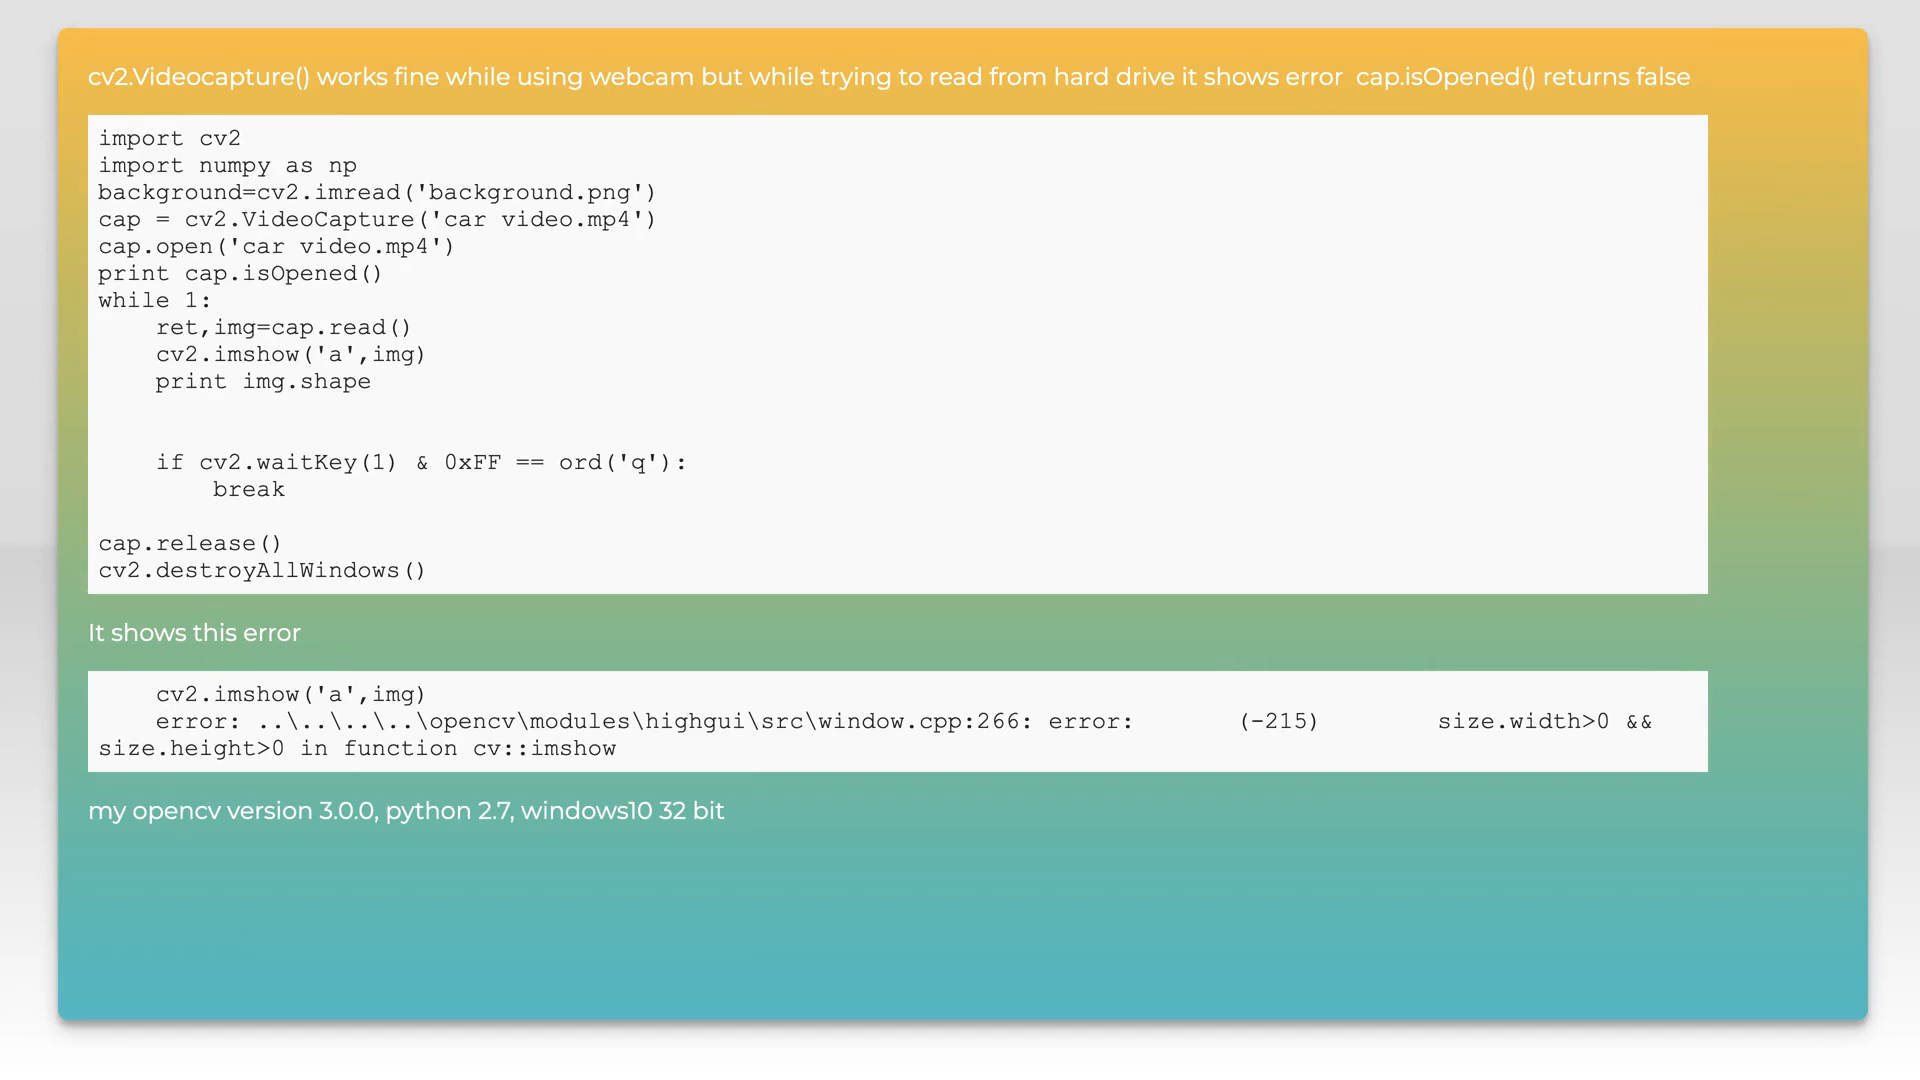 cv2.Videocapture() works fine while using webcam but while trying to read from hard drive it shows error  cap.isOpened() returns false
import cv2
import numpy as np
background=cv2.imread('background.png')
cap = cv2.VideoCapture('car video.mp4')
cap.open('car video.mp4')
print cap.isOpened()
while 1:
    ret,img=cap.read()
    cv2.imshow('a',img)
    print img.shape
    if cv2.waitKey(1) & 0xFF == ord('q'):
        break
cap.release()
cv2.destroyAllWindows()
It shows this error
    cv2.imshow('a',img)
    error: ..\..\..\..\opencv\modules\highgui\src\window.cpp:266: error:       (-215)        size.width>0 &&
size.height>0 in function cv::imshow
my opencv version 3.0.0, python 2.7, windows10 32 bit